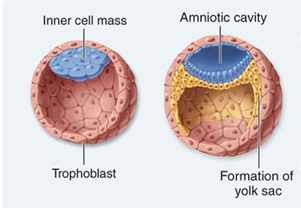 Inner cell mass
Amniotic cavity
Trophoblast
Formation of
yolk sac